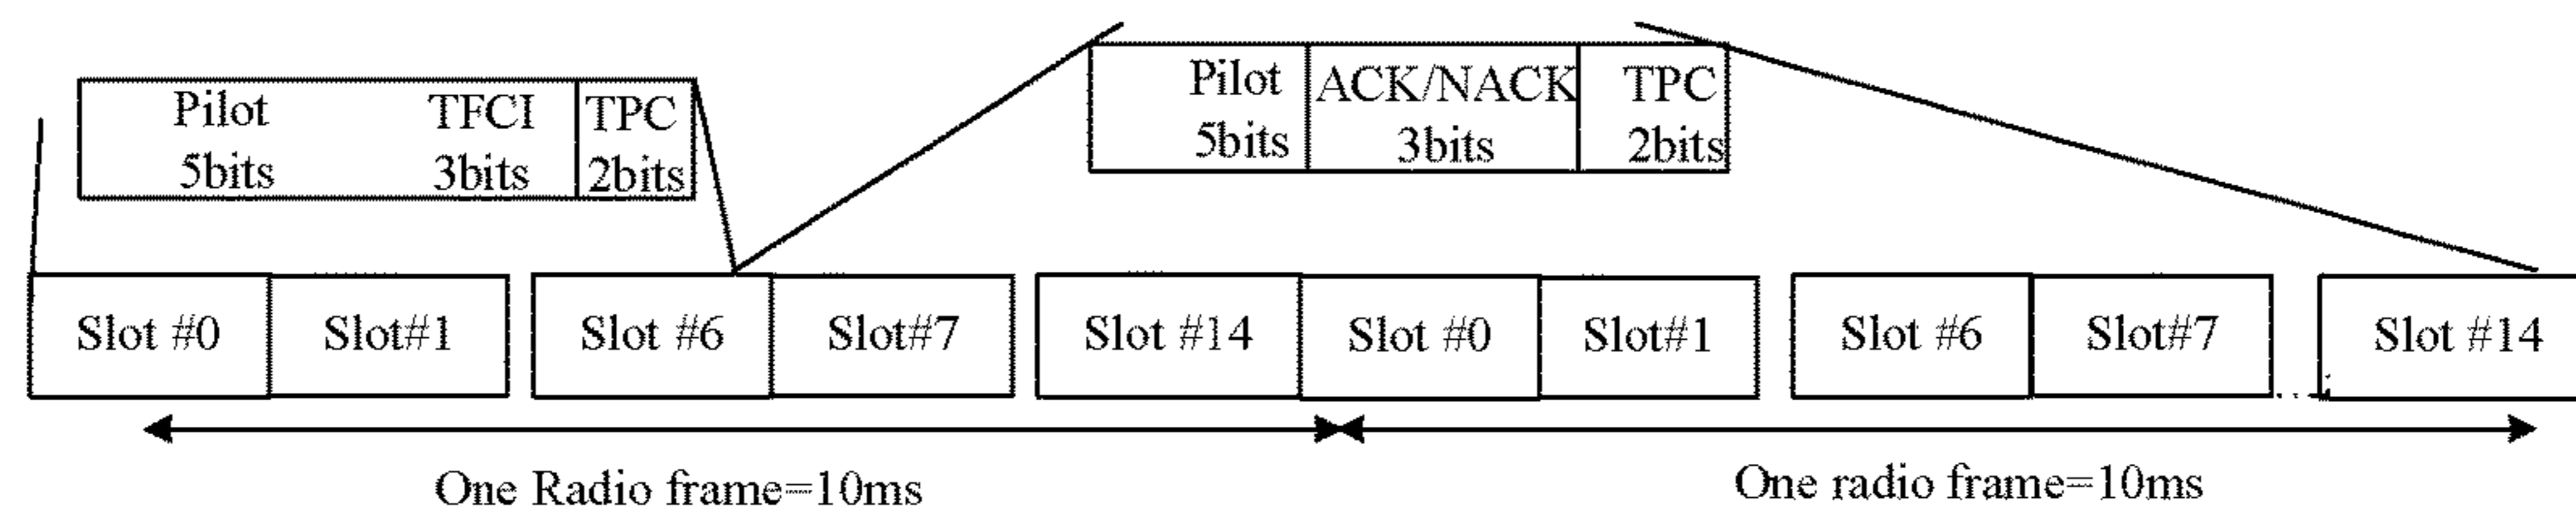 Pilot TFCI TPC
5bits 3bits 2bits
Pilot ACK/NACK TPC
5bits 3bits 2bits
Slot #0 Slot#1 Slot #6 Slot#7 Slot #14 Slot #0 Slot#1 Slot #6 Slot#7 Slot #14
One Radio frame=10ms One radio frame=10ms